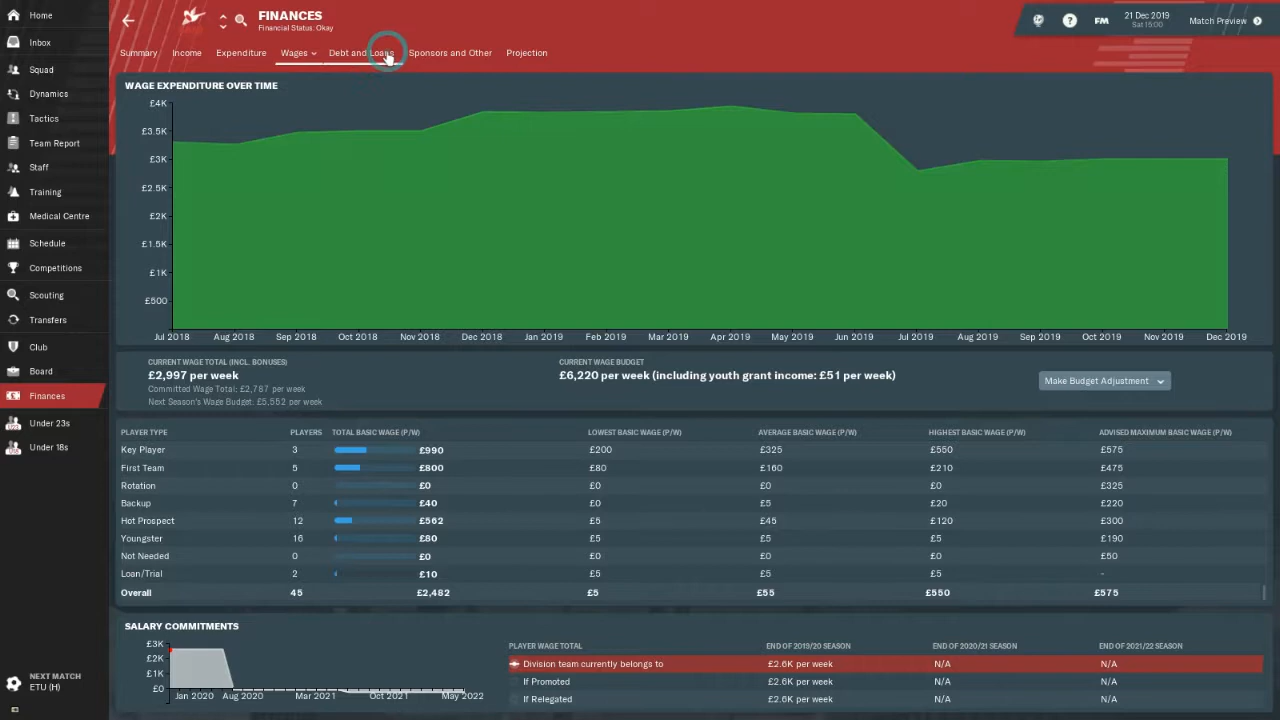 Home
Inbox
Squad
Dynamics
Tactics
Team Report
Staff
Training
Medical Centre
Schedule
Competitions
Scouting
Transfers
Club
Board
Finances
Under 23s
Under 18s
NEXT MATCH
ETU (H)
FINANCES
Financial Status: Okay
FM
21 Dec 2019
Sat 15:00
Match Preview
Summary Income Expenditure Wages Debt and Loans Sponsors and Other Projection
WAGE EXPENDITURE OVER TIME
£4K
£3.5K
£3K
£2.5K
£2K
£1.5K
£1K
£500
Jul 2018 Aug 2018 Sep 2018 Oct 2018 Nov 2018 Dec 2018 Jan 2019 Feb 2019 Mar 2019 Apr 2019 May 2019 Jun 2019 Jul 2019 Aug 2019 Sep 2019 Oct 2019 Nov 2019 Dec 2019
CURRENT WAGE TOTAL (INCL. BONUSES)
£2,997 per week
Committed Wage Total: £2,787 per week
Next Season's Wage Budget: £5,552 per week
CURRENT WAGE BUDGET
£6,220 per week (including youth grant income: £51 per week)
Make Budget Adjustment
PLAYER TYPE PLAYERS TOTAL BASIC WAGE (P/W) LOWEST BASIC WAGE (P/W) AVERAGE BASIC WAGE (P/W) HIGHEST BASIC WAGE (P/W) ADVISED MAXIMUM BASIC WAGE (P/W)
Key Player 3 £990 £200 £325 £550 £575
First Team 5 £800 £80 £160 £210 £475
Rotation 0 £0 £0 £0 £0 £325
Backup 7 £40 £0 £5 £20 £220
Hot Prospect 12 £562 £5 £45 £120 £300
Youngster 16 £80 £5 £5 £5 £190
Not Needed 0 £0 £0 £0 £0 £50
Loan/Trial 2 £10 £5 £5 £5 -
Overall 45 £2,482 £5 £55 £550 £575
SALARY COMMITMENTS
£3K
£2K
£1K
£0
Jan 2020 Aug 2020 Mar 2021 Oct 2021 May 2022
PLAYER WAGE TOTAL END OF 2019/20 SEASON END OF 2020/21 SEASON END OF 2021/22 SEASON
Division team currently belongs to £2.6K per week N/A N/A
If Promoted £2.6K per week N/A N/A
If Relegated £2.6K per week N/A N/A